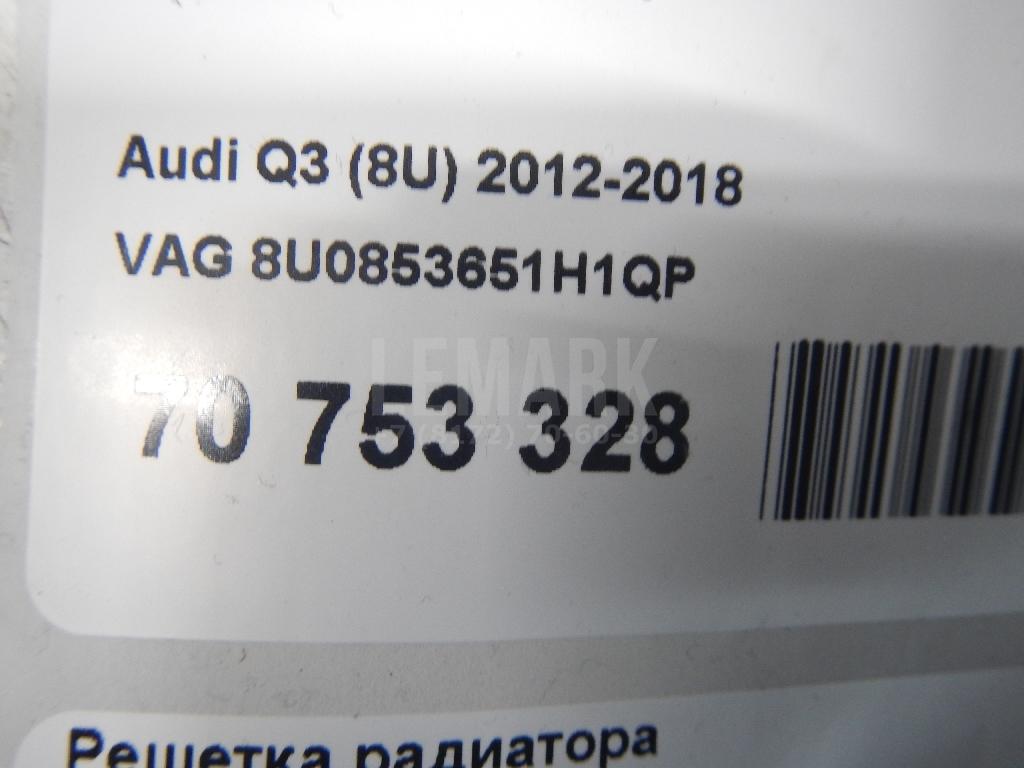 Audi Q3 (8U) 2012-2018
VAG 8U0853651H1QP
LEMARK
70 753 328
Решетка радиатора